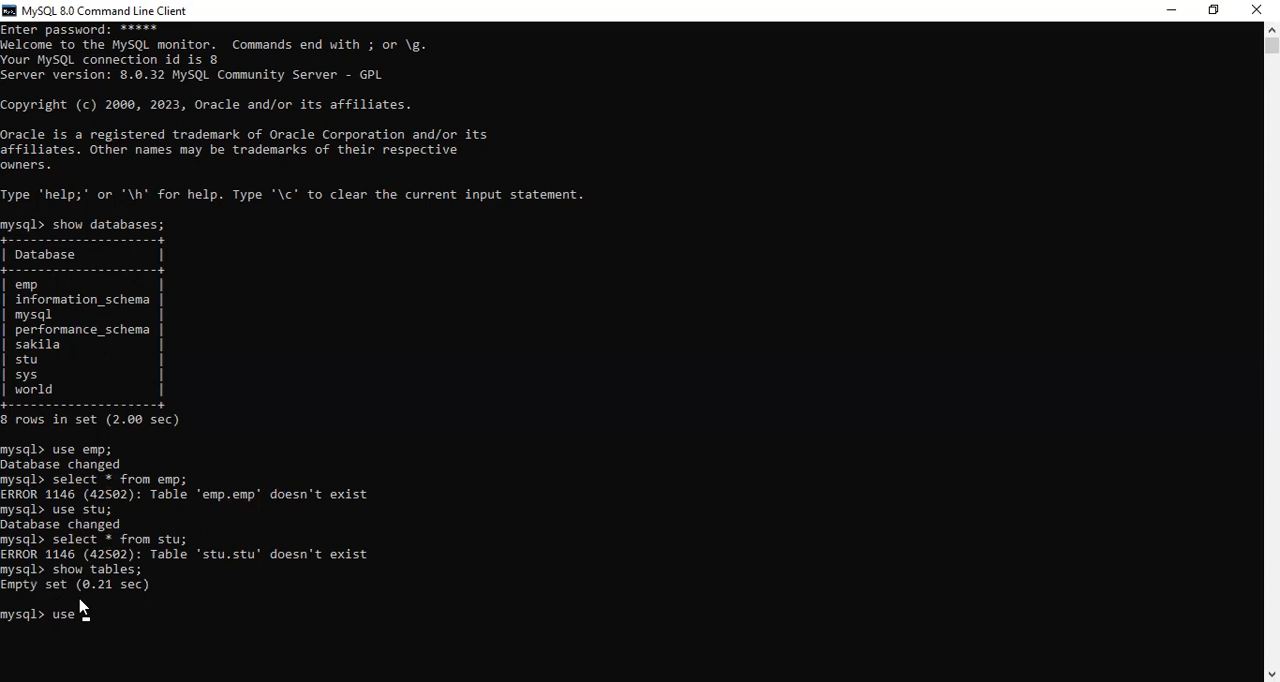 MySQL 8.0 Command Line Client
Enter password: *****
Welcome to the MySQL monitor.  Commands end with ; or \g.
Your MySQL connection id is 8
Server version: 8.0.32 MySQL Community Server - GPL
Copyright (c) 2000, 2023, Oracle and/or its affiliates.
Oracle is a registered trademark of Oracle Corporation and/or its
affiliates. Other names may be trademarks of their respective
owners.
Type 'help;' or '\h' for help. Type '\c' to clear the current input statement.
mysql> show databases;
+--------------------+
| Database           |
+--------------------+
| emp                |
| information_schema |
| mysql              |
| performance_schema |
| sakila             |
| stu                |
| sys                |
| world              |
+--------------------+
8 rows in set (2.00 sec)
mysql> use emp;
Database changed
mysql> select * from emp;
ERROR 1146 (42S02): Table 'emp.emp' doesn't exist
mysql> use stu;
Database changed
mysql> select * from stu;
ERROR 1146 (42S02): Table 'stu.stu' doesn't exist
mysql> show tables;
Empty set (0.21 sec)
mysql> use